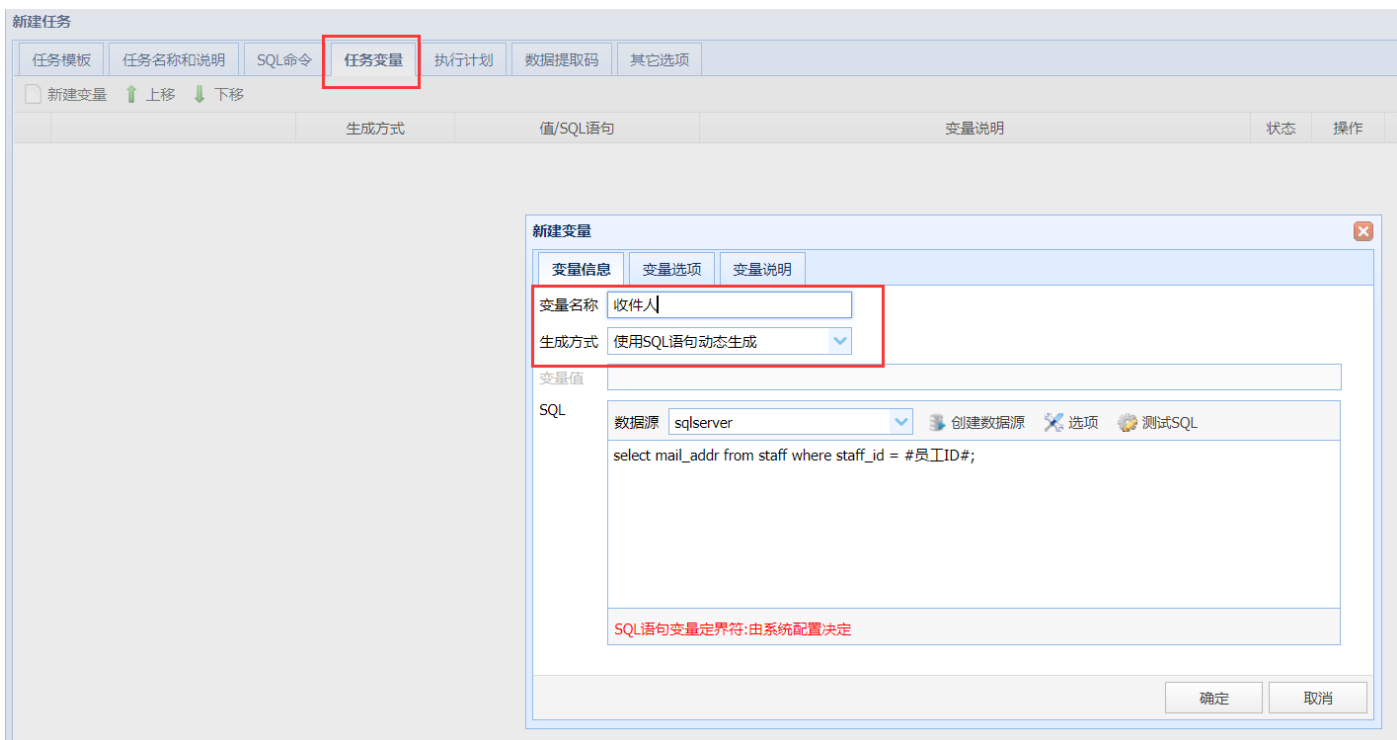 新建任务
任务模板 任务名称和说明 SQL命令 任务变量 执行计划 数据提取码 其它选项
新建变量 上移 下移
生成方式 值/SQL语句 变量说明 状态 操作
新建变量
变量信息 变量选项 变量说明
变量名称 收件人
生成方式 使用SQL语句动态生成
变量值
SQL
数据源 sqlserver 创建数据源 选项 测试SQL
select mail_addr from staff where staff_id = #员工ID#;
SQL语句变量定界符:由系统配置决定
确定 取消